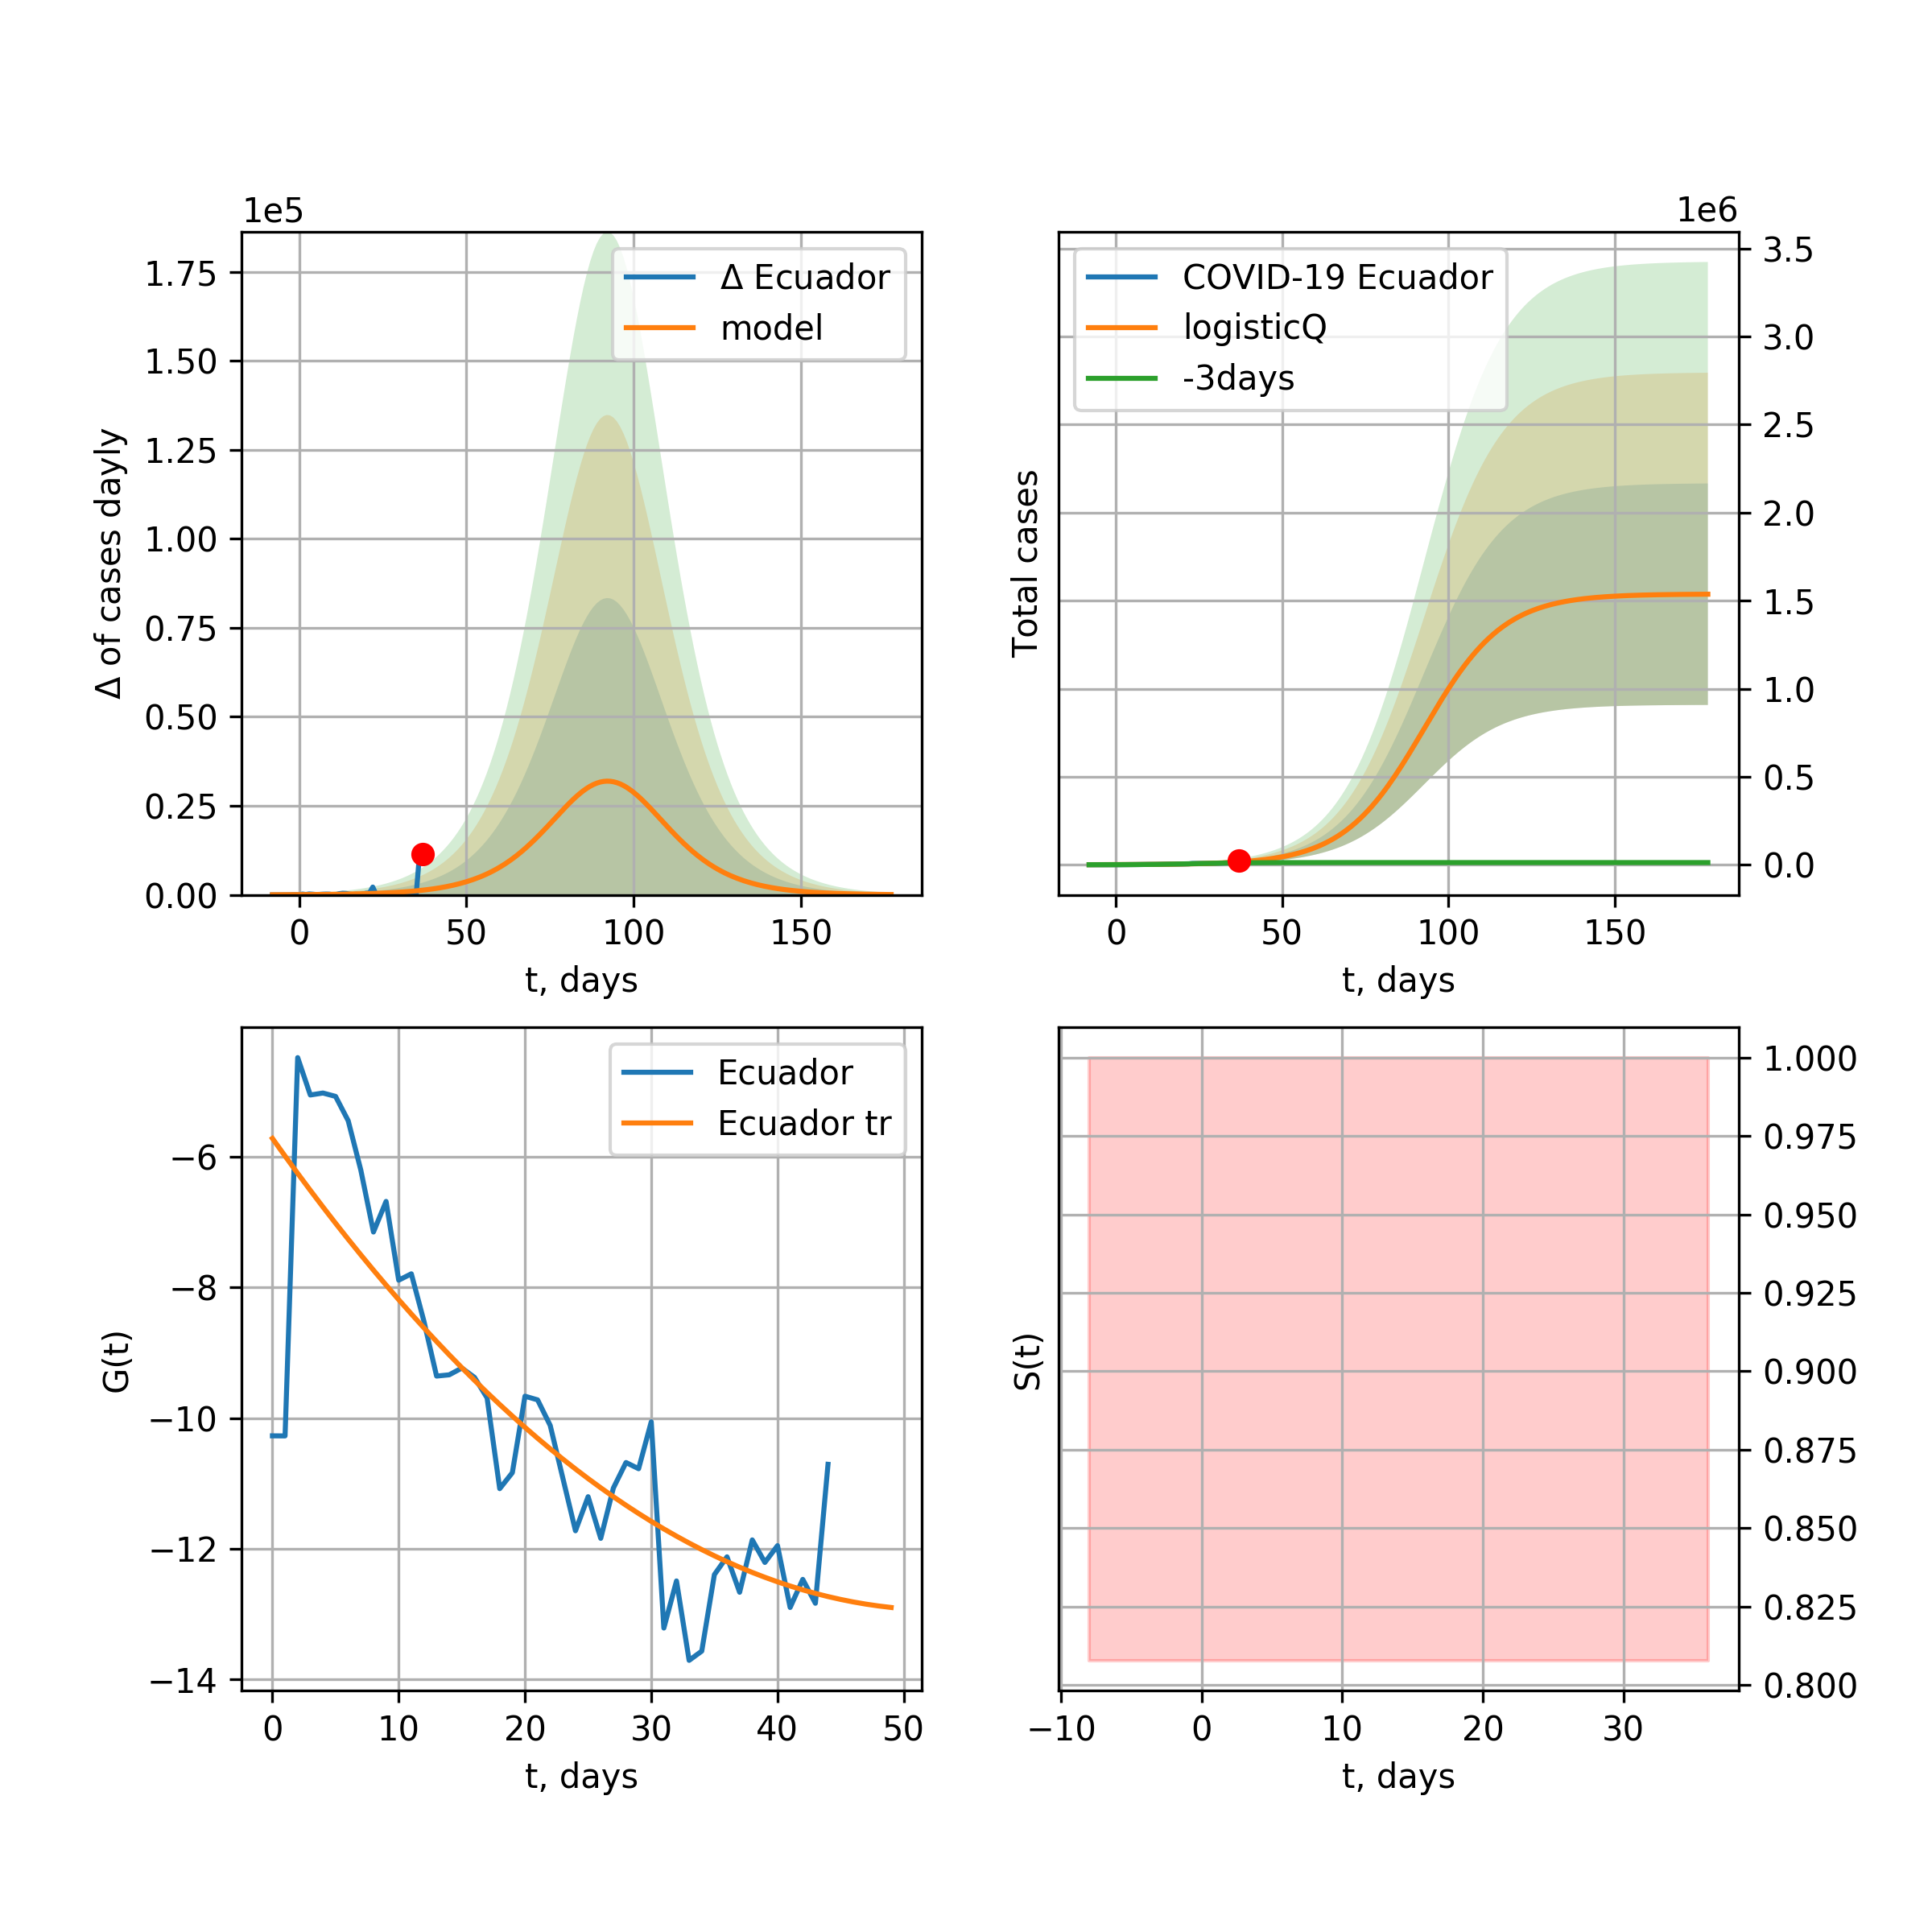 1e5
1.75
1.50
1.25
1.00
0.75
0.50
0.25
0.00
Δ of cases dayly
Δ Ecuador
model
0 50 100 150
t, days
1e6
Total cases
COVID-19 Ecuador
logisticQ
-3days
3.5
3.0
2.5
2.0
1.5
1.0
0.5
0.0
0 50 100 150
t, days
G(t)
−6
−8
−10
−12
−14
Ecuador
Ecuador tr
0 10 20 30 40 50
t, days
S(t)
1.000
0.975
0.950
0.925
0.900
0.875
0.850
0.825
0.800
−10 0 10 20 30
t, days